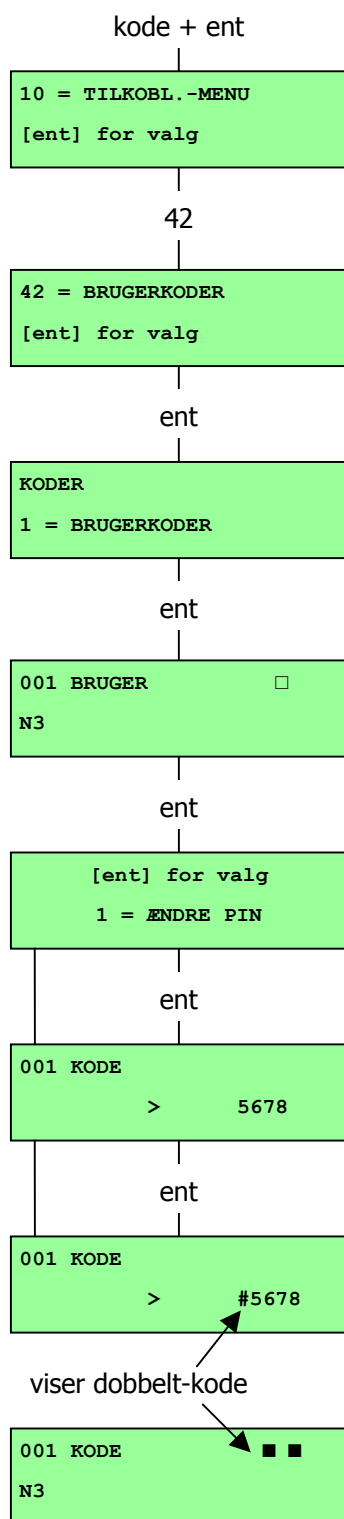 kode + ent
10 = TILKOBL.-MENU
[ent] for valg
42
42 = BRUGERKODER
[ent] for valg
ent
KODER
1 = BRUGERKODER
ent
001 BRUGER □
N3
ent
[ent] for valg
1 = ÆNDRE PIN
ent
001 KODE
> 5678
ent
001 KODE
> #5678
viser dobbelt-kode
001 KODE ■ ■
N3